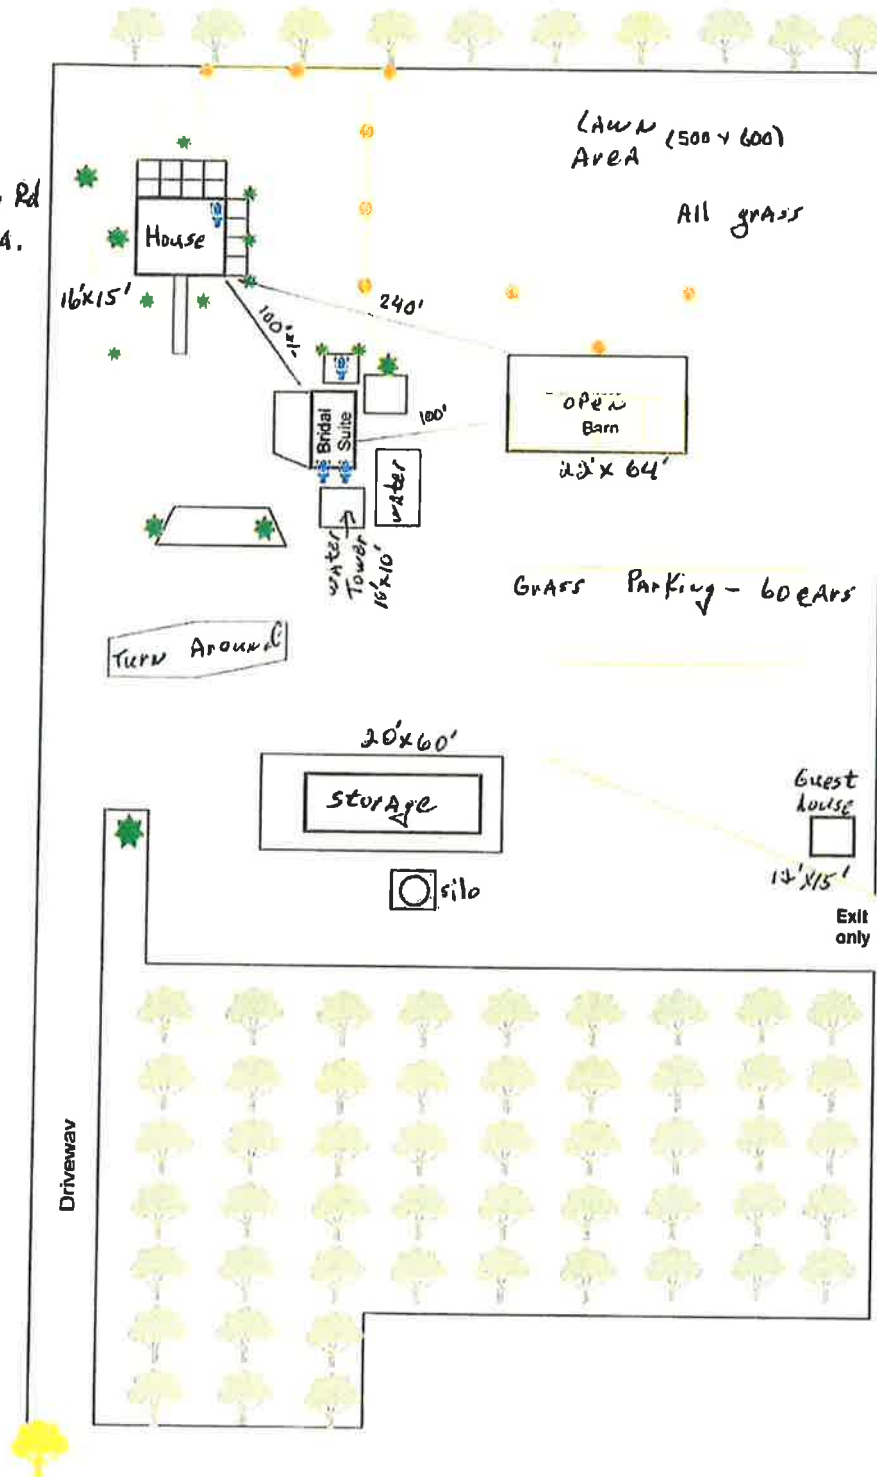 Lawn (500 x 600)
Area
All grass
Rd
House
16'x15'
240'
100'
Bridal
Suite
100'
open
Barn
22' x 64'
water
water
Tower
10'x10'
Grass Parking - 60 cars
Turn Around
20'x60'
Storage
Guest
house
12'x15'
silo
Exit
only
Driveway